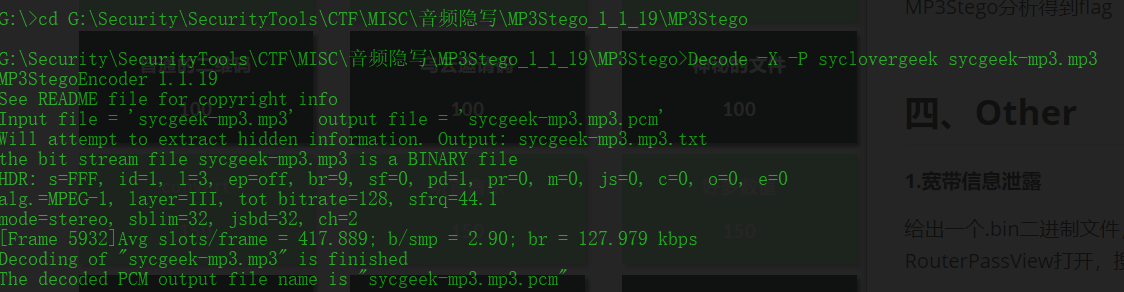 G:\>cd G:\Security\SecurityTools\CTF\MISC\音频隐写\MP3Stego_1_1_19\MP3Stego
G:\Security\SecurityTools\CTF\MISC\音频隐写\MP3Stego_1_1_19\MP3Stego>Decode -X -P syclovergeek sycgeek-mp3.mp3
MP3StegoEncoder 1.1.19
See README file for copyright info
Input file = 'sycgeek-mp3.mp3'  output file = 'sycgeek-mp3.mp3.pcm'
Will attempt to extract hidden information. Output: sycgeek-mp3.mp3.txt
the bit stream file sycgeek-mp3.mp3 is a BINARY file
HDR: s=FFF, id=1, l=3, ep=off, br=9, sf=0, pd=1, pr=0, m=0, js=0, c=0, o=0, e=0
alg.=MPEG-1, layer=III, tot bitrate=128, sfrq=44.1
mode=stereo, sblim=32, jsbd=32, ch=2
[Frame 5932]Avg slots/frame = 417.889; b/smp = 2.90; br = 127.979 kbps
Decoding of "sycgeek-mp3.mp3" is finished
The decoded PCM output file name is "sycgeek-mp3.mp3.pcm"
100
100
100
MP3Stego分析得到flag
四、Other
1.宽带信息泄露
给出一个.bin二进制文件,
RouterPassView打开,